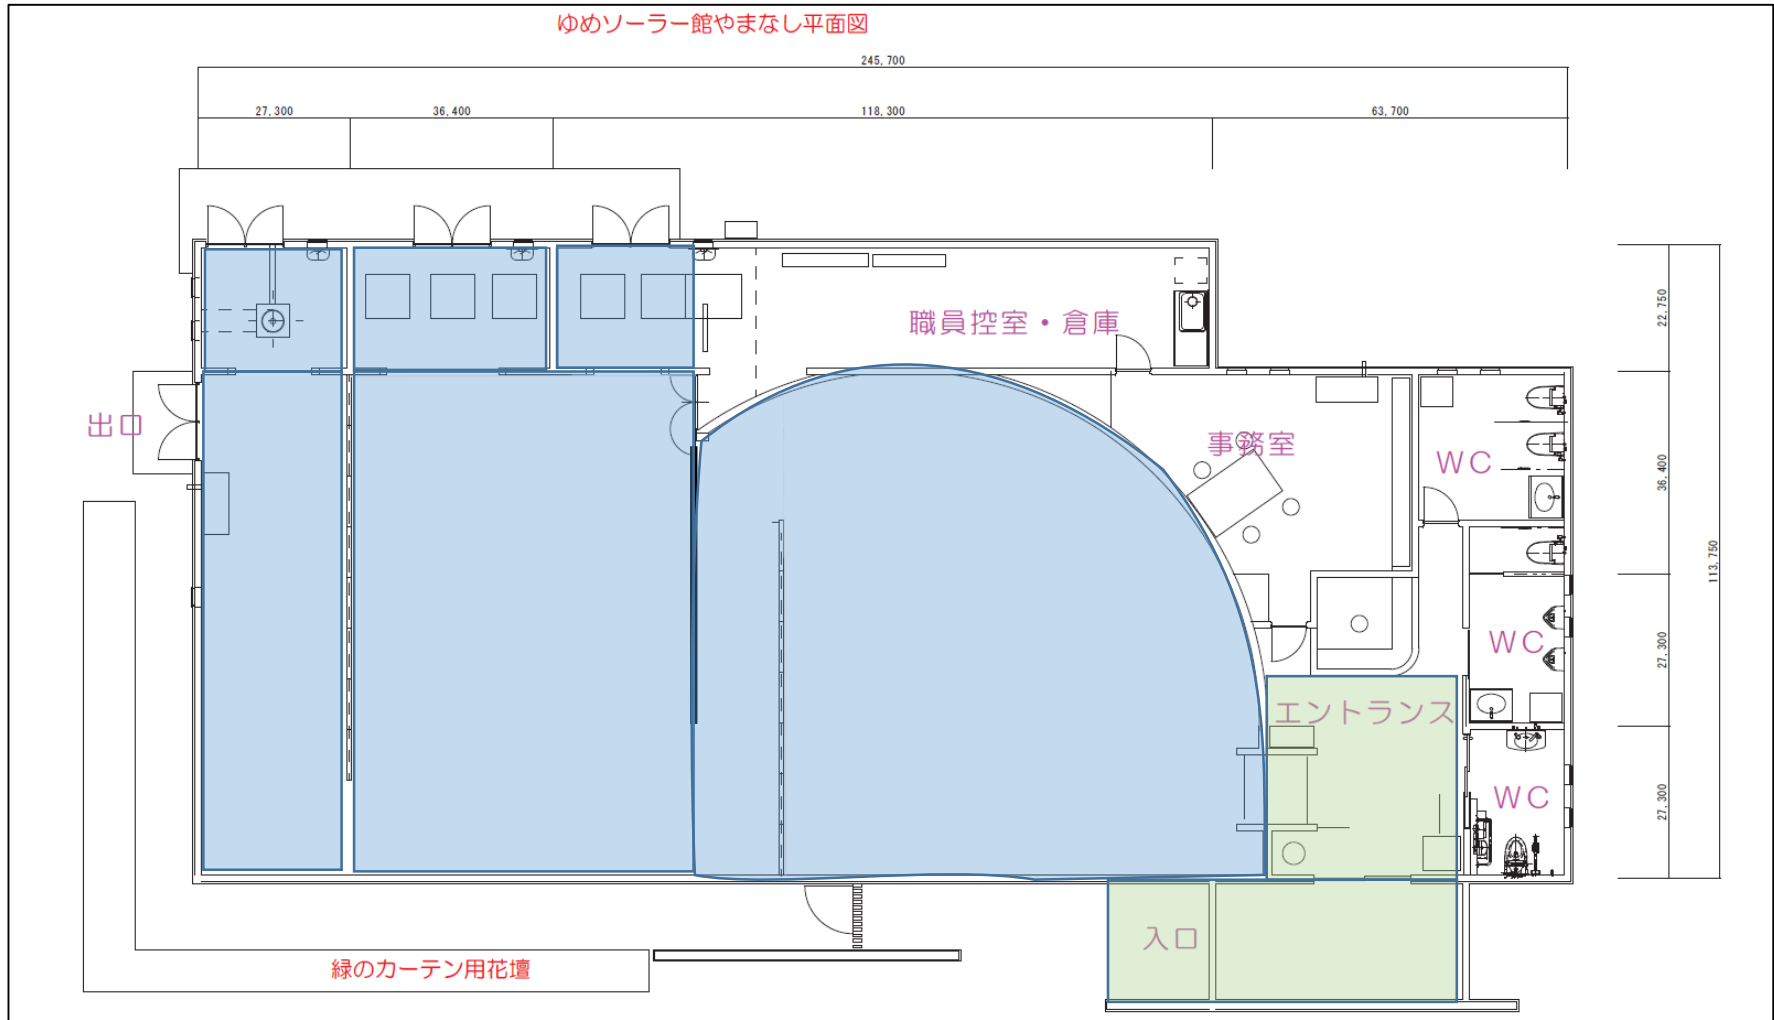 ゆめソーラー館やまなし平面図
245,700
27,300
36,400
118,300
63,700
職員控室・倉庫
22,750
出口
事務室
WC
36,400
113,750
WC
27,300
エントランス
WC
27,300
入口
緑のカーテン用花壇